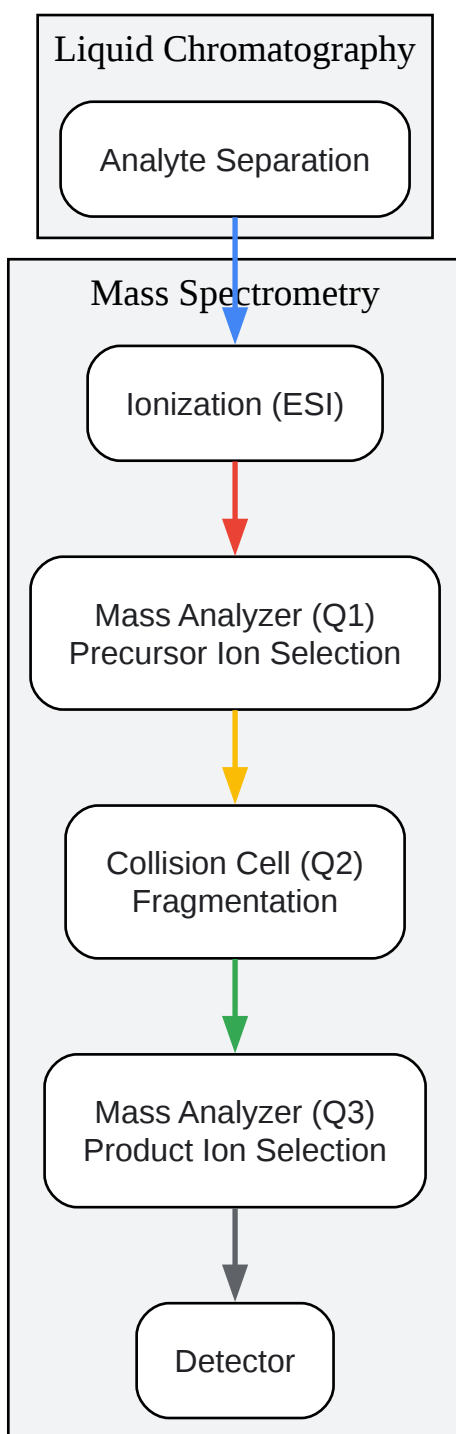 Liquid Chromatography
Analyte Separation
Mass Spectrometry
Ionization (ESI)
Mass Analyzer (Q1)
Precursor Ion Selection
Collision Cell (Q2)
Fragmentation
Mass Analyzer (Q3)
Product Ion Selection
Detector